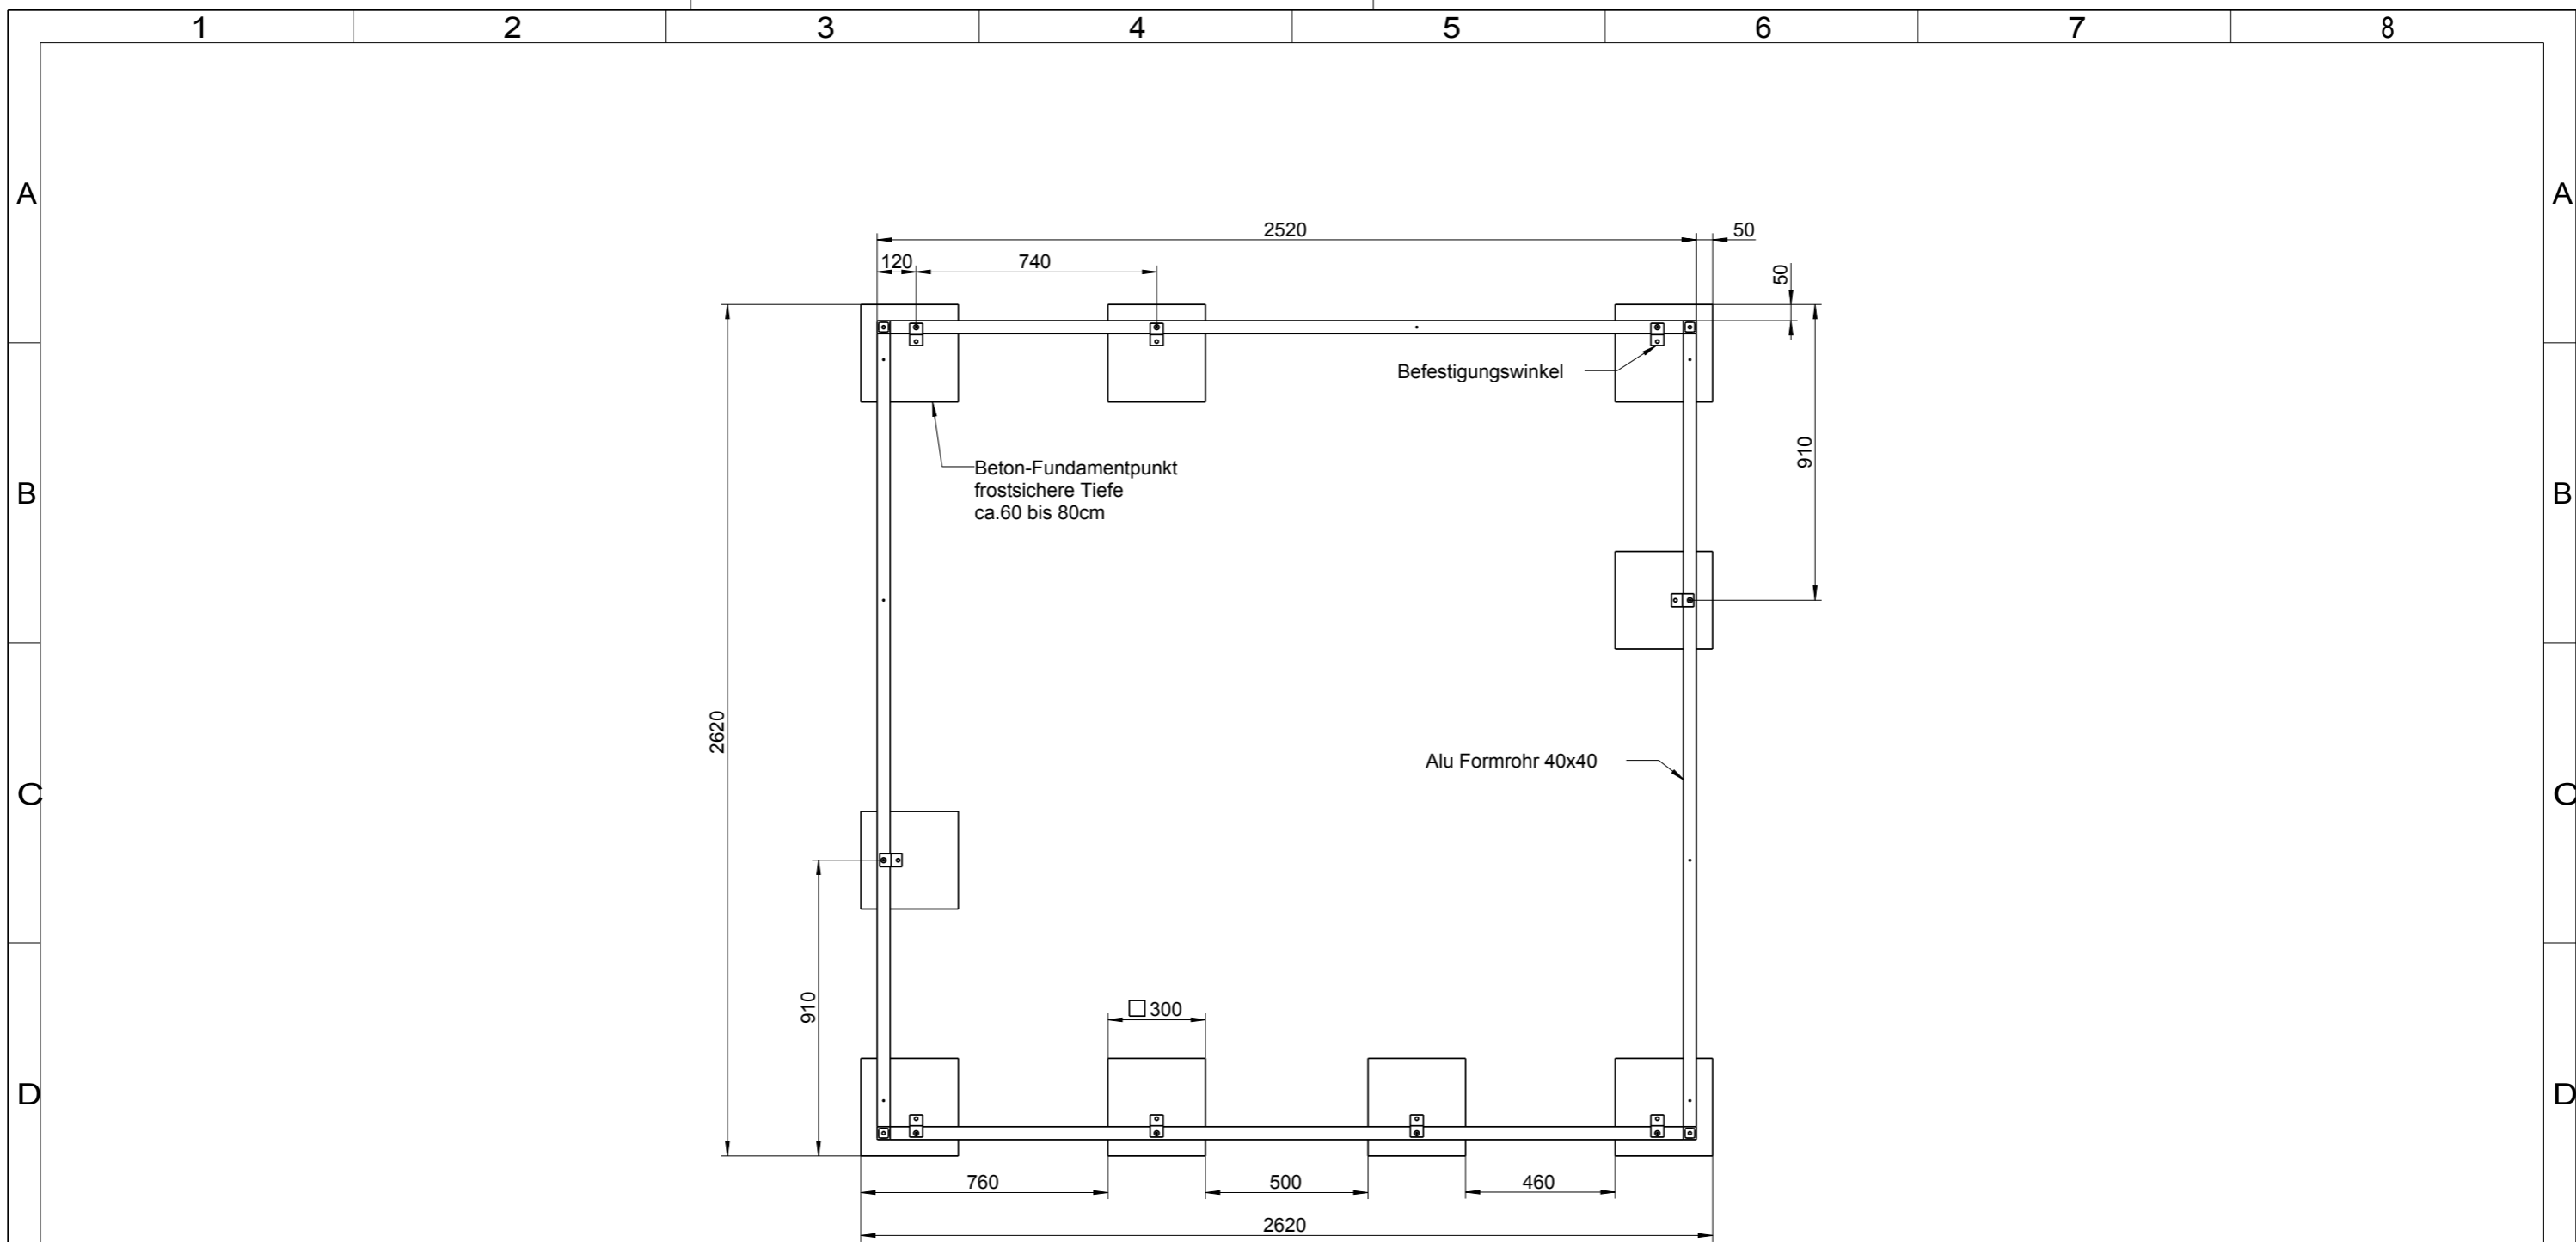 1 2 3 4 5 6 7 8
A A
2520 50
120 740
50
Befestigungswinkel
910
Beton-Fundamentpunkt
frostsichere Tiefe
ca.60 bis 80cm
B B
2620
Alu Formrohr 40x40
C C
910
□ 300
D D
760 500 460
2620